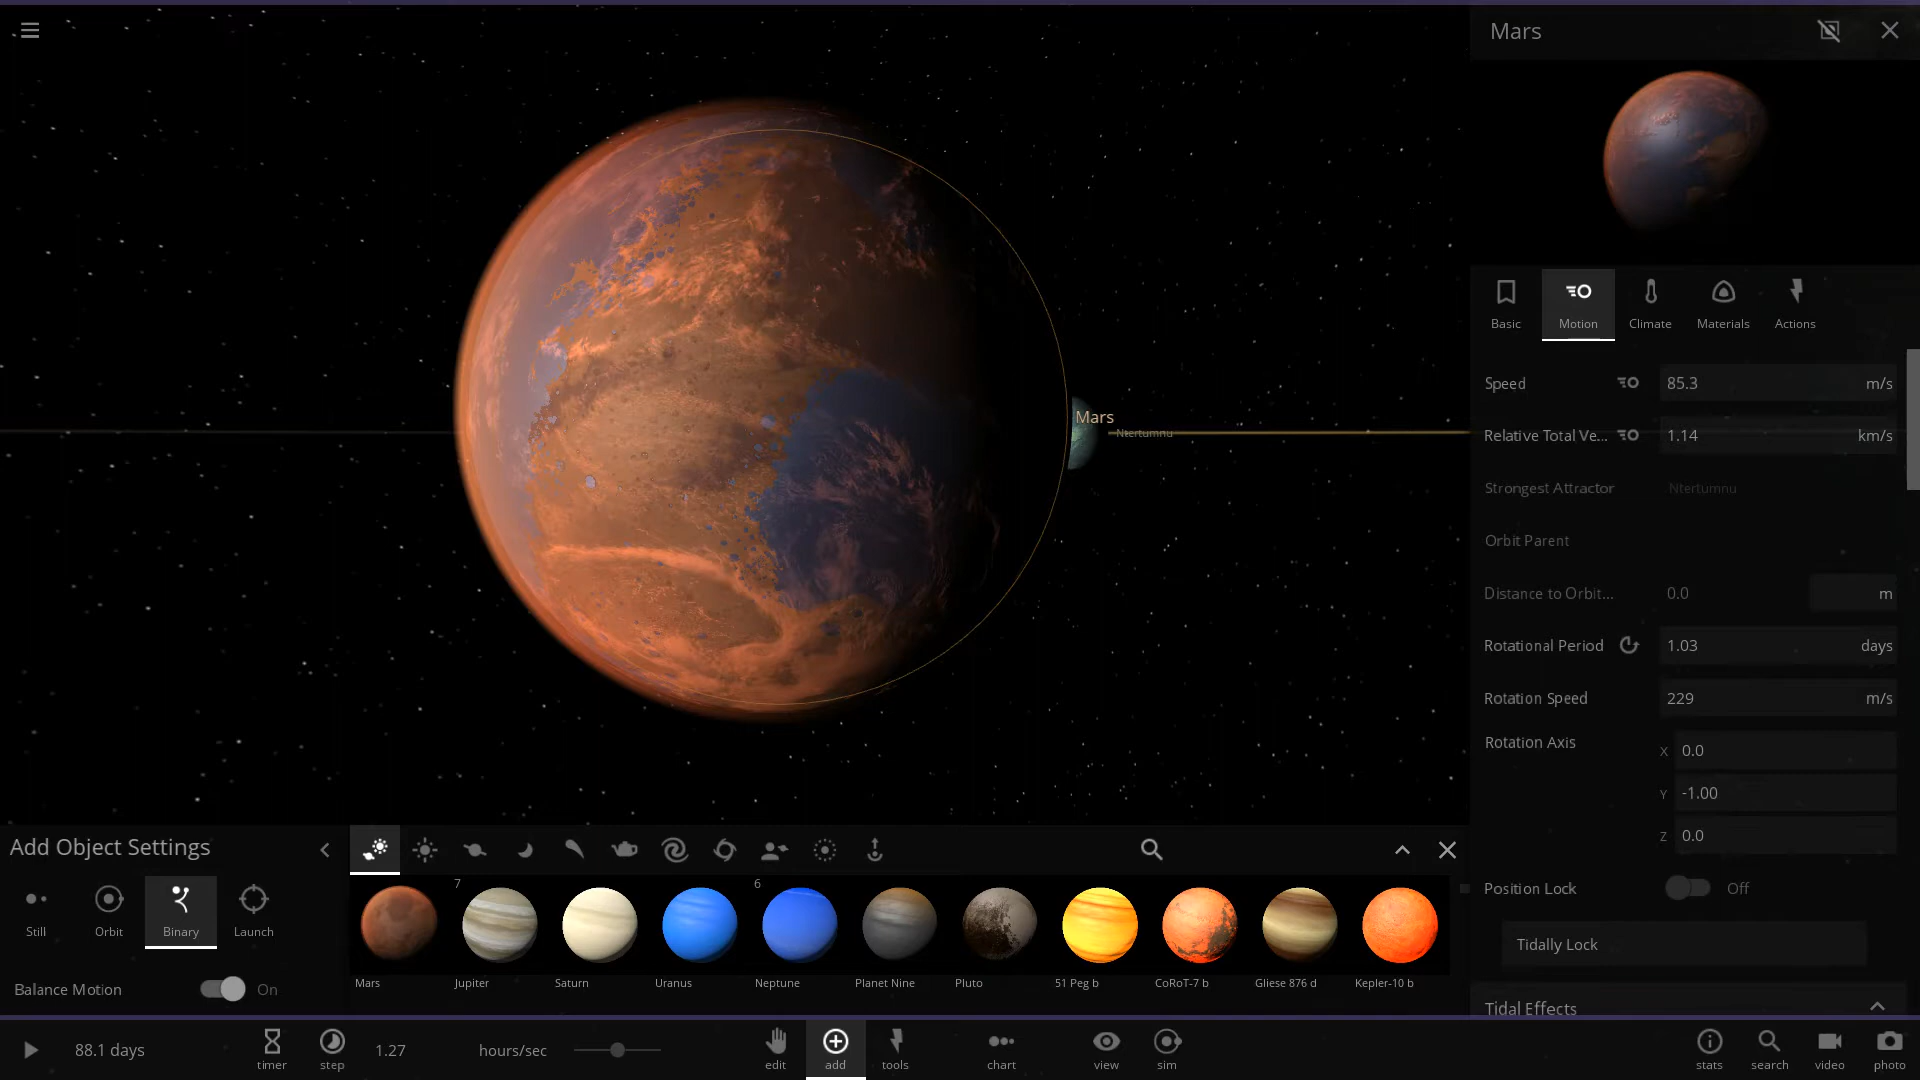 Mars
Basic
Motion
Climate
Materials
Actions
Speed
85.3
m/s
Relative Total Ve...
1.14
km/s
Strongest Attractor
Ntertumnu
Orbit Parent
Distance to Orbit...
0.0
m
Rotational Period
1.03
days
Rotation Speed
229
m/s
Rotation Axis
X
0.0
Y
-1.00
Z
0.0
Position Lock
Off
Tidally Lock
Tidal Effects
Mars
Ntertumnu
Add Object Settings
Still
Orbit
Binary
Launch
Balance Motion
On
7
6
Mars
Jupiter
Saturn
Uranus
Neptune
Planet Nine
Pluto
51 Peg b
CoRoT-7 b
Gliese 876 d
Kepler-10 b
88.1 days
timer
step
1.27
hours/sec
edit
add
tools
chart
view
sim
stats
search
video
photo